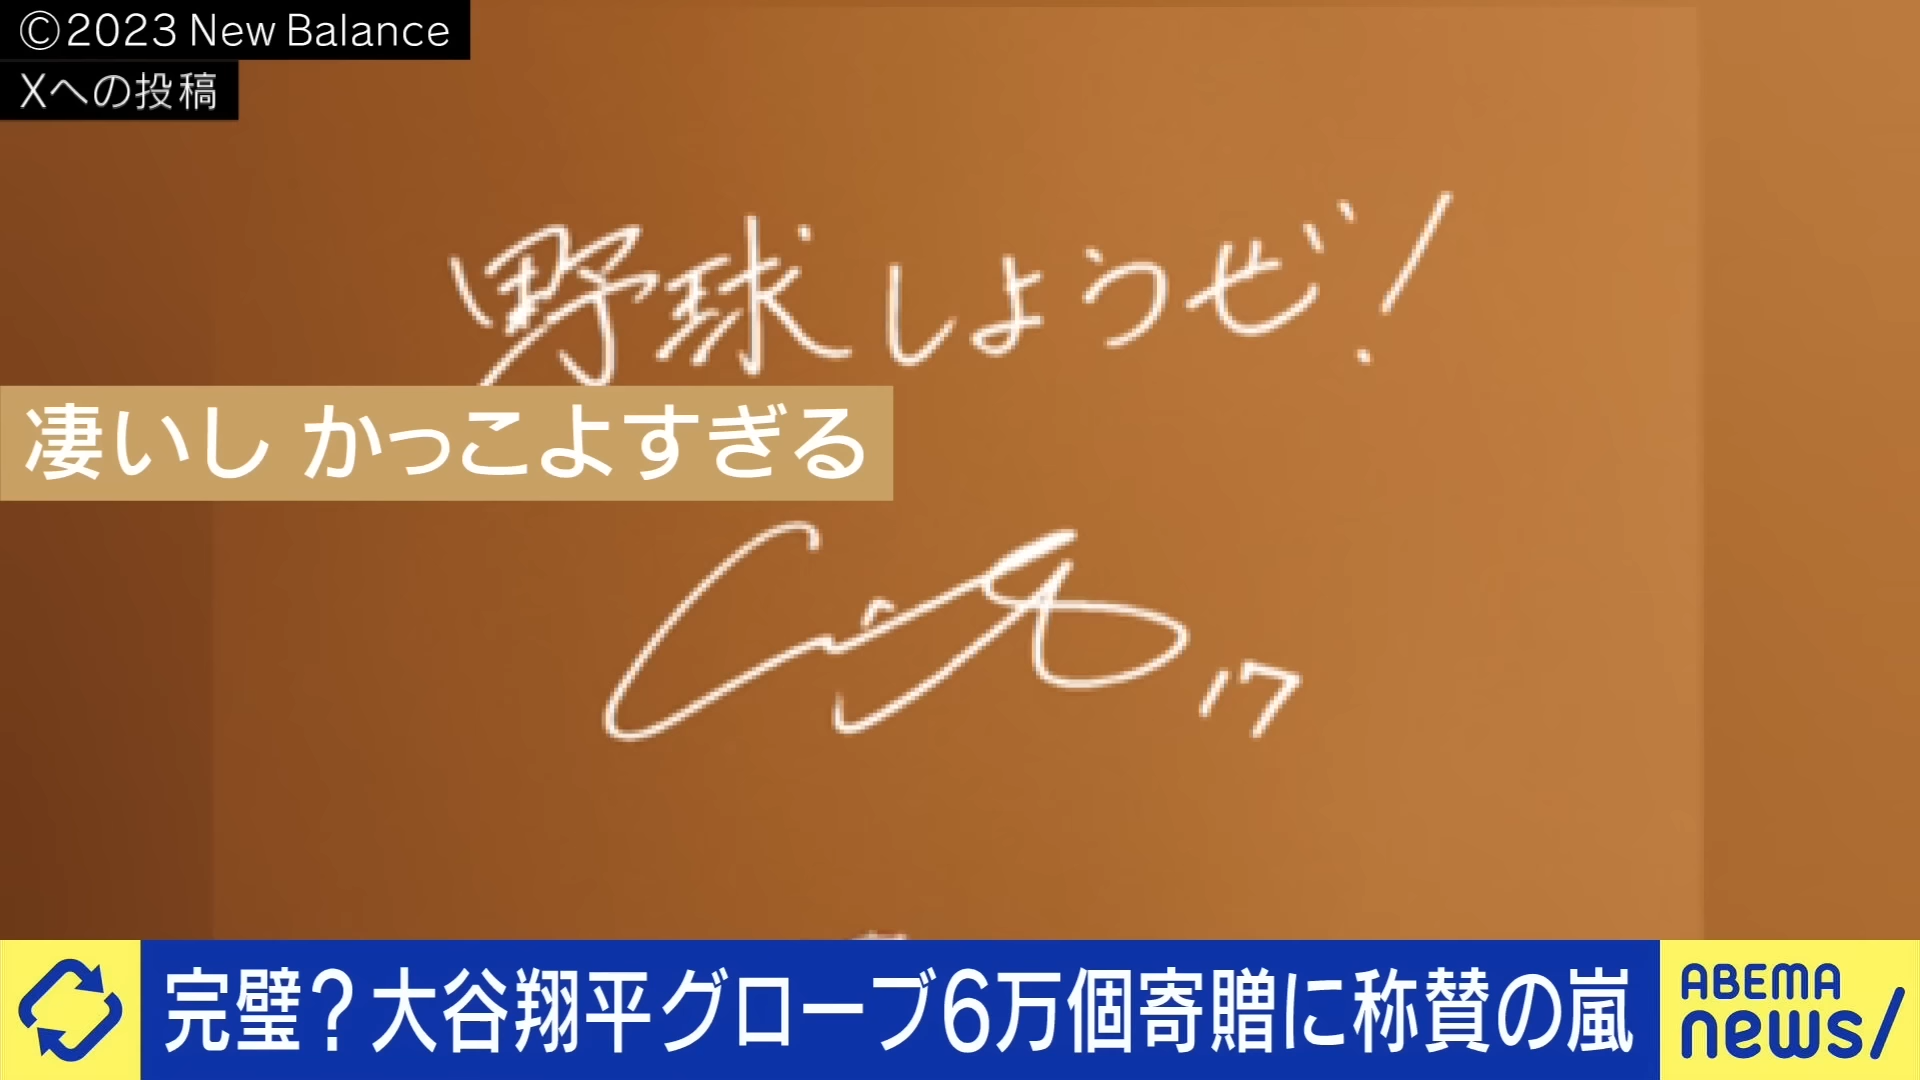 ©2023 New Balance
Xへの投稿
野球しようぜ!
凄いし かっこよすぎる
17
完璧?大谷翔平グローブ6万個寄贈に称賛の嵐
ABEMA
news/